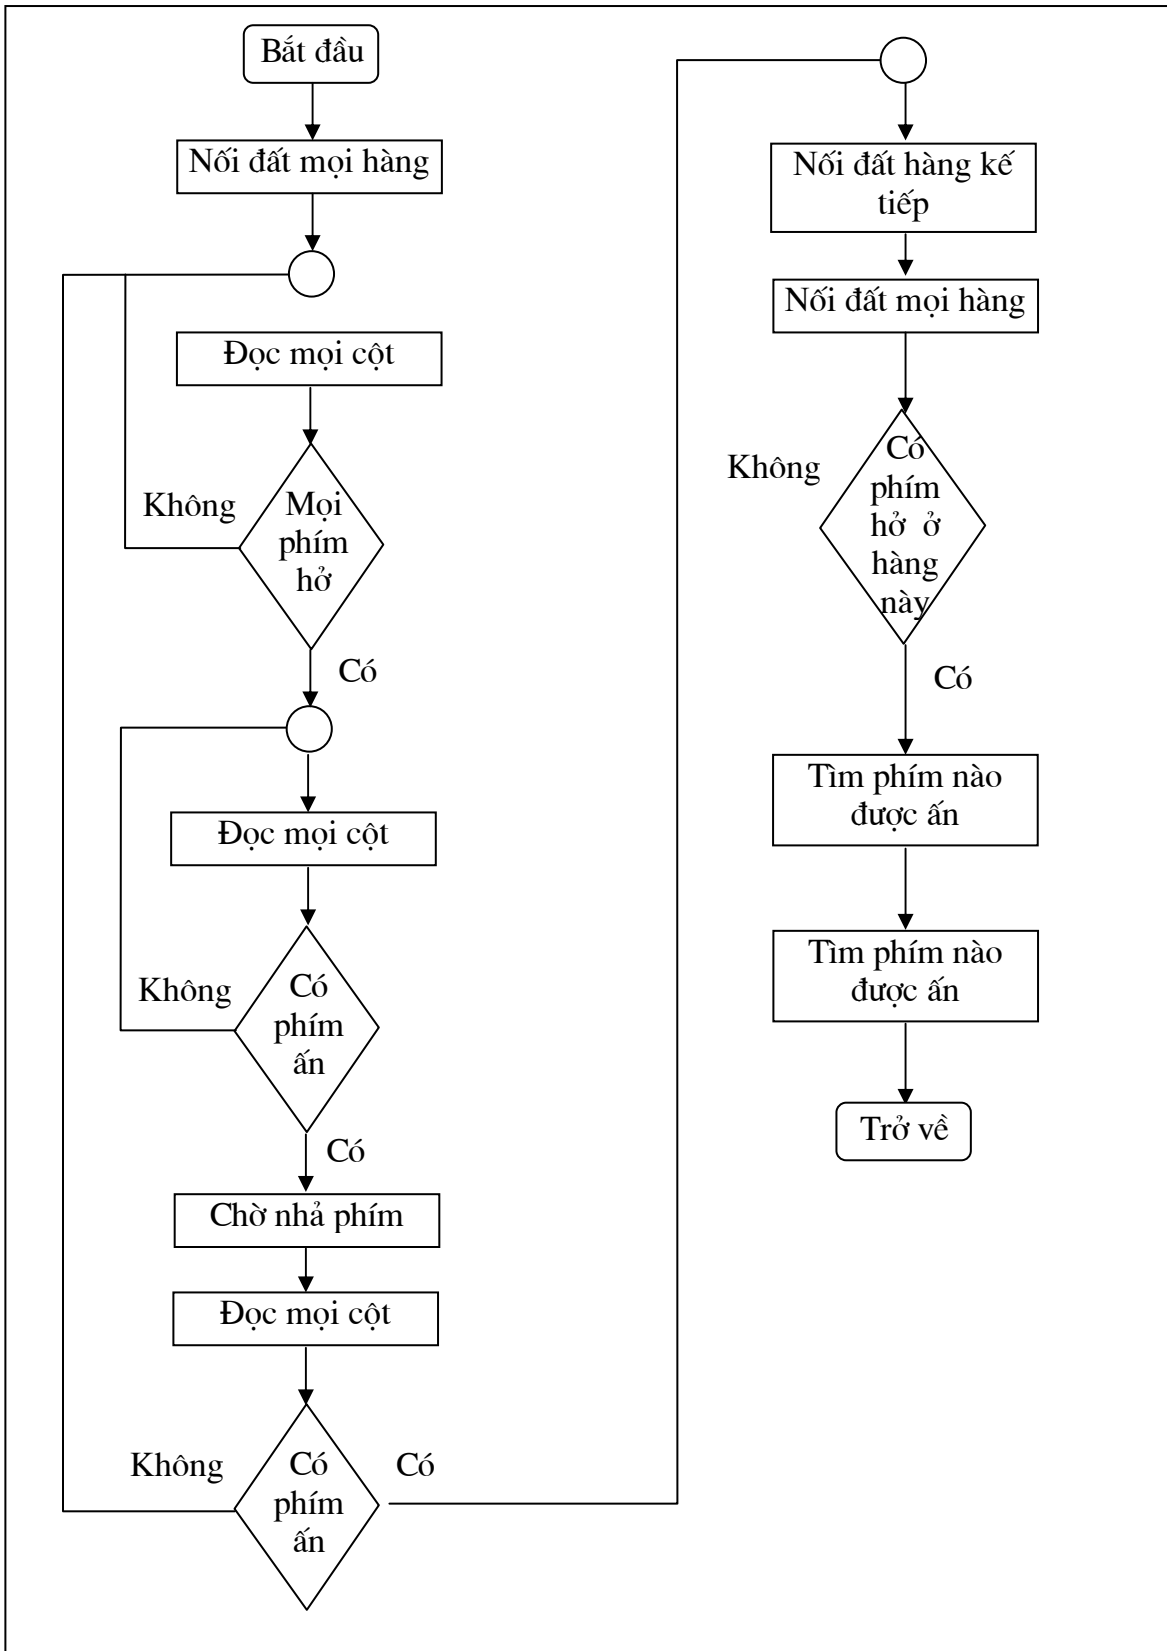 Bắt đầu
Nối đất mọi hàng
Đọc mọi cột
Không
Mọi
phím
hở
Có
Đọc mọi cột
Không
Có
phím
ấn
Có
Chờ nhả phím
Đọc mọi cột
Không
Có
phím
ấn
Có
Nối đất hàng kế
tiếp
Nối đất mọi hàng
Không
Có
phím
hở ở
hàng
này
Có
Tìm phím nào
được ấn
Tìm phím nào
được ấn
Trở về